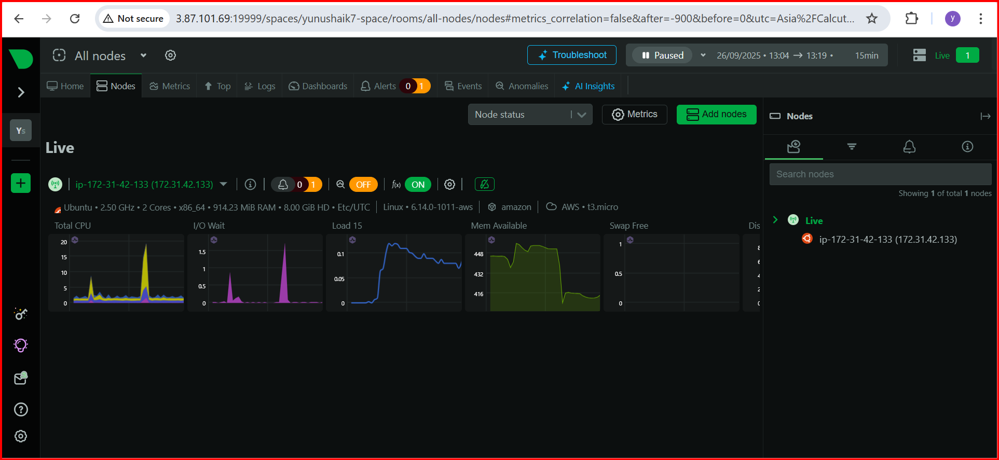 Not secure 3.87.101.69:19999/spaces/yunushaik7-space/rooms/all-nodes/nodes#metrics_correlation=false&after=-900&before=0&utc=Asia%2FCalcut... y
All nodes Troubleshoot Paused 26/09/2025 • 13:04 → 13:19 • 15min Live 1
Home Nodes Metrics Top Logs Dashboards Alerts 0 1 Events Anomalies AI Insights
Ys
Node status Metrics Add nodes
Live
ip-172-31-42-133 (172.31.42.133) 0 1 OFF f(x) ON
Ubuntu • 2.50 GHz • 2 Cores • x86_64 • 914.23 MiB RAM • 8.00 GiB HD • Etc/UTC Linux • 6.14.0-1011-aws amazon AWS • t3.micro
Total CPU
20
15
10
5
0
I/O Wait
1.5
1
0.5
0
Load 15
0.1
0.05
0
Mem Available
448
432
416
Swap Free
1
0.5
0
Dis
8
6
4
2
0
Nodes
Search nodes
Showing 1 of total 1 nodes
Live
ip-172-31-42-133 (172.31.42.133)